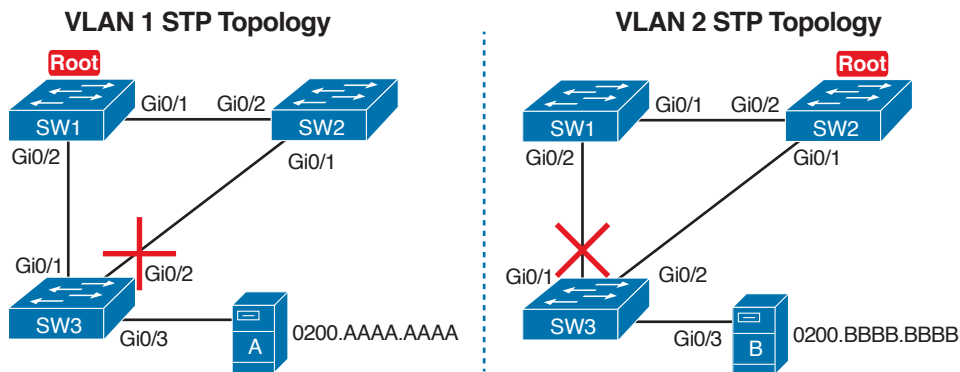 VLAN 1 STP Topology
Root
SW1
Gi0/1
Gi0/2
SW2
Gi0/2
Gi0/1
Gi0/1
Gi0/2
SW3
Gi0/3
A
0200.AAAA.AAAA
VLAN 2 STP Topology
Root
SW1
Gi0/1
Gi0/2
SW2
Gi0/2
Gi0/1
Gi0/1
Gi0/2
SW3
Gi0/3
B
0200.BBBB.BBBB